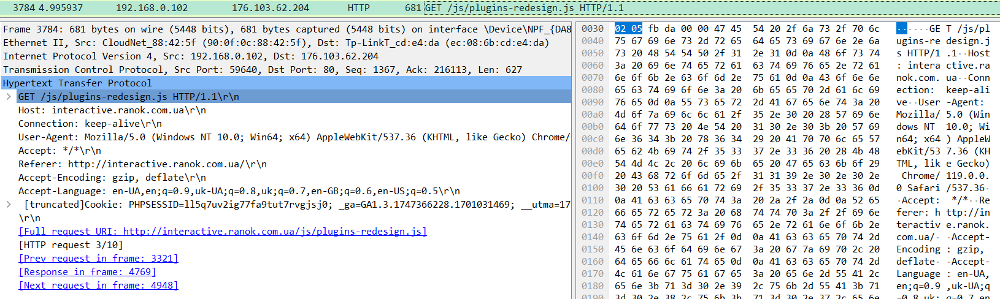 3784 4.995937 192.168.0.102 176.103.62.204 HTTP 681 GET /js/plugins-redesign.js HTTP/1.1
Frame 3784: 681 bytes on wire (5448 bits), 681 bytes captured (5448 bits) on interface \Device\NPF_{DA8
Ethernet II, Src: CloudNet_88:42:5f (90:0f:0c:88:42:5f), Dst: Tp-LinkT_cd:e4:da (ec:08:6b:cd:e4:da)
Internet Protocol Version 4, Src: 192.168.0.102, Dst: 176.103.62.204
Transmission Control Protocol, Src Port: 59640, Dst Port: 80, Seq: 1367, Ack: 216113, Len: 627
Hypertext Transfer Protocol
GET /js/plugins-redesign.js HTTP/1.1\r\n
Host: interactive.ranok.com.ua\r\n
Connection: keep-alive\r\n
User-Agent: Mozilla/5.0 (Windows NT 10.0; Win64; x64) AppleWebKit/537.36 (KHTML, like Gecko) Chrome/
Accept: */*\r\n
Referer: http://interactive.ranok.com.ua/\r\n
Accept-Encoding: gzip, deflate\r\n
Accept-Language: en-UA,en;q=0.9,uk-UA;q=0.8,uk;q=0.7,en-GB;q=0.6,en-US;q=0.5\r\n
[truncated]Cookie: PHPSESSID=ll5q7uv2ig77fa9tut7rvgjsj0; _ga=GA1.3.1747366228.1701031469; __utma=17
\r\n
[Full request URI: http://interactive.ranok.com.ua/js/plugins-redesign.js]
[HTTP request 3/10]
[Prev request in frame: 3321]
[Response in frame: 4769]
[Next request in frame: 4948]
0030 02 05 fb da 00 00 47 45 54 20 2f 6a 73 2f 70 6c ······GE T /js/pl
0040 75 67 69 6e 73 2d 72 65 64 65 73 69 67 6e 2e 6a ugins-re design.j
0050 73 20 48 54 54 50 2f 31 2e 31 0d 0a 48 6f 73 74 s HTTP/1 .1··Host
0060 3a 20 69 6e 74 65 72 61 63 74 69 76 65 2e 72 61 : intera ctive.ra
0070 6e 6f 6b 2e 63 6f 6d 2e 75 61 0d 0a 43 6f 6e 6e nok.com. ua··Conn
0080 65 63 74 69 6f 6e 3a 20 6b 65 65 70 2d 61 6c 69 ection:  keep-ali
0090 76 65 0d 0a 55 73 65 72 2d 41 67 65 6e 74 3a 20 ve··User -Agent:
00a0 4d 6f 7a 69 6c 6c 61 2f 35 2e 30 20 28 57 69 6e Mozilla/ 5.0 (Win
00b0 64 6f 77 73 20 4e 54 20 31 30 2e 30 3b 20 57 69 dows NT  10.0; Wi
00c0 6e 36 34 3b 20 78 36 34 29 20 41 70 70 6c 65 57 n64; x64 ) AppleW
00d0 65 62 4b 69 74 2f 35 33 37 2e 33 36 20 28 4b 48 ebKit/53 7.36 (KH
00e0 54 4d 4c 2c 20 6c 69 6b 65 20 47 65 63 6b 6f 29 TML, lik e Gecko)
00f0 20 43 68 72 6f 6d 65 2f 31 31 39 2e 30 2e 30 2e Chrome/ 119.0.0.
0100 30 20 53 61 66 61 72 69 2f 35 33 37 2e 33 36 0d 0 Safari /537.36·
0110 0a 41 63 63 65 70 74 3a 20 2a 2f 2a 0d 0a 52 65 ·Accept:  */*··Re
0120 66 65 72 65 72 3a 20 68 74 74 70 3a 2f 2f 69 6e ferer: h ttp://in
0130 74 65 72 61 63 74 69 76 65 2e 72 61 6e 6f 6b 2e teractiv e.ranok.
0140 63 6f 6d 2e 75 61 2f 0d 0a 41 63 63 65 70 74 2d com.ua/· ·Accept-
0150 45 6e 63 6f 64 69 6e 67 3a 20 67 7a 69 70 2c 20 Encoding : gzip,
0160 64 65 66 6c 61 74 65 0d 0a 41 63 63 65 70 74 2d deflate· ·Accept-
0170 4c 61 6e 67 75 61 67 65 3a 20 65 6e 2d 55 41 2c Language : en-UA,
0180 65 6e 3b 71 3d 30 2e 39 2c 75 6b 2d 55 41 3b 71 en;q=0.9 ,uk-UA;q
0190 3d 30 2e 38 2c 75 6b 3b 71 3d 30 2e 37 2c 65 6e =0.8,uk; q=0.7,en